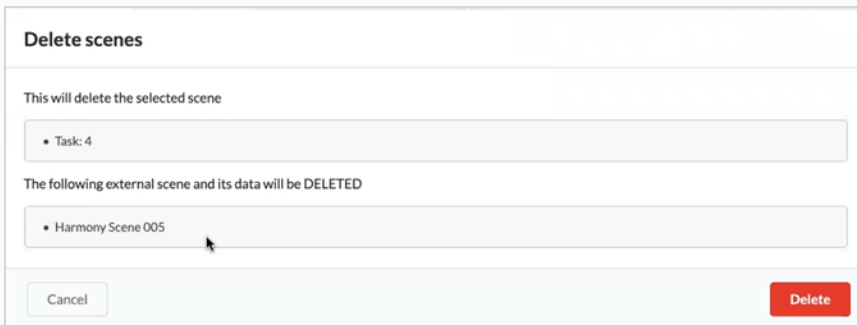 Delete scenes
This will delete the selected scene
• Task: 4
The following external scene and its data will be DELETED
• Harmony Scene 005
Cancel
Delete